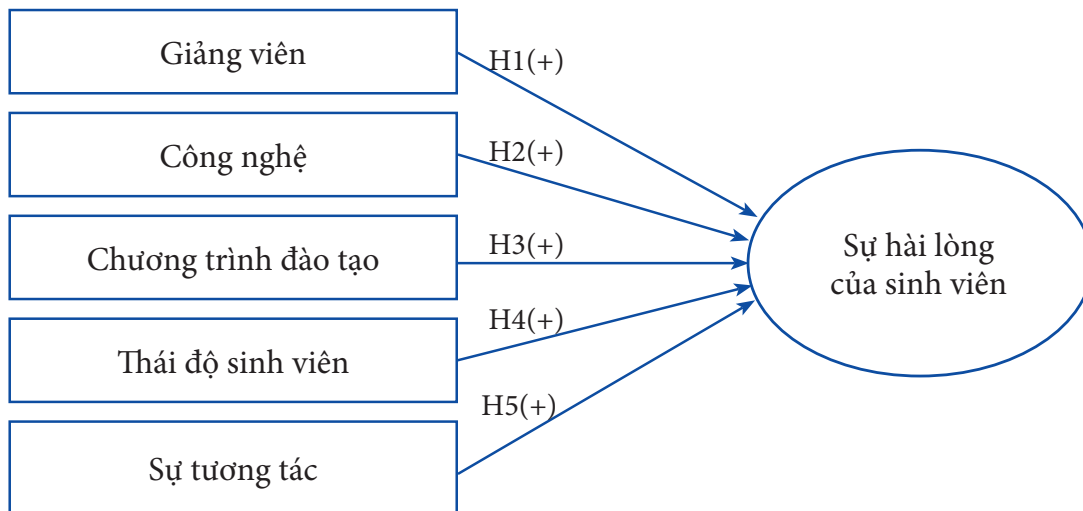 Giảng viên
H1(+)
Công nghệ
H2(+)
Chương trình đào tạo
H3(+)
Thái độ sinh viên
H4(+)
Sự tương tác
H5(+)
Sự hài lòng
của sinh viên